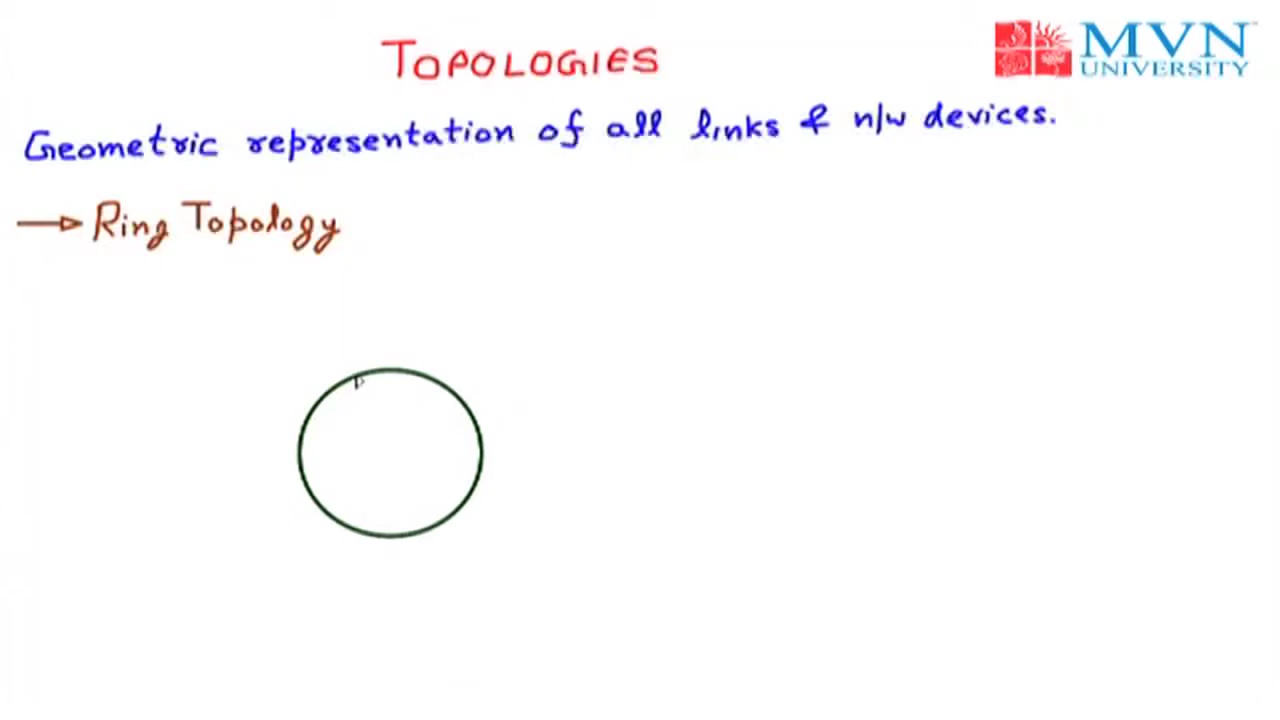 TOPOLOGIES
MVN
UNIVERSITY
Geometric representation of all links & n/w devices.
Ring Topology